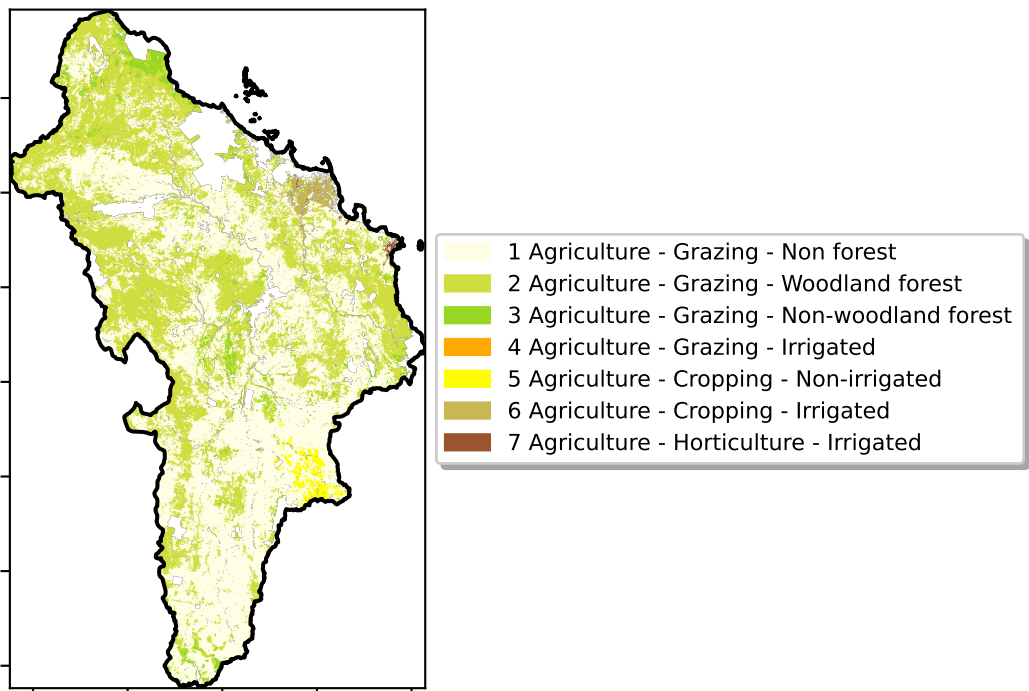 1 Agriculture - Grazing - Non forest
2 Agriculture - Grazing - Woodland forest
3 Agriculture - Grazing - Non-woodland forest
4 Agriculture - Grazing - Irrigated
5 Agriculture - Cropping - Non-irrigated
6 Agriculture - Cropping - Irrigated
7 Agriculture - Horticulture - Irrigated